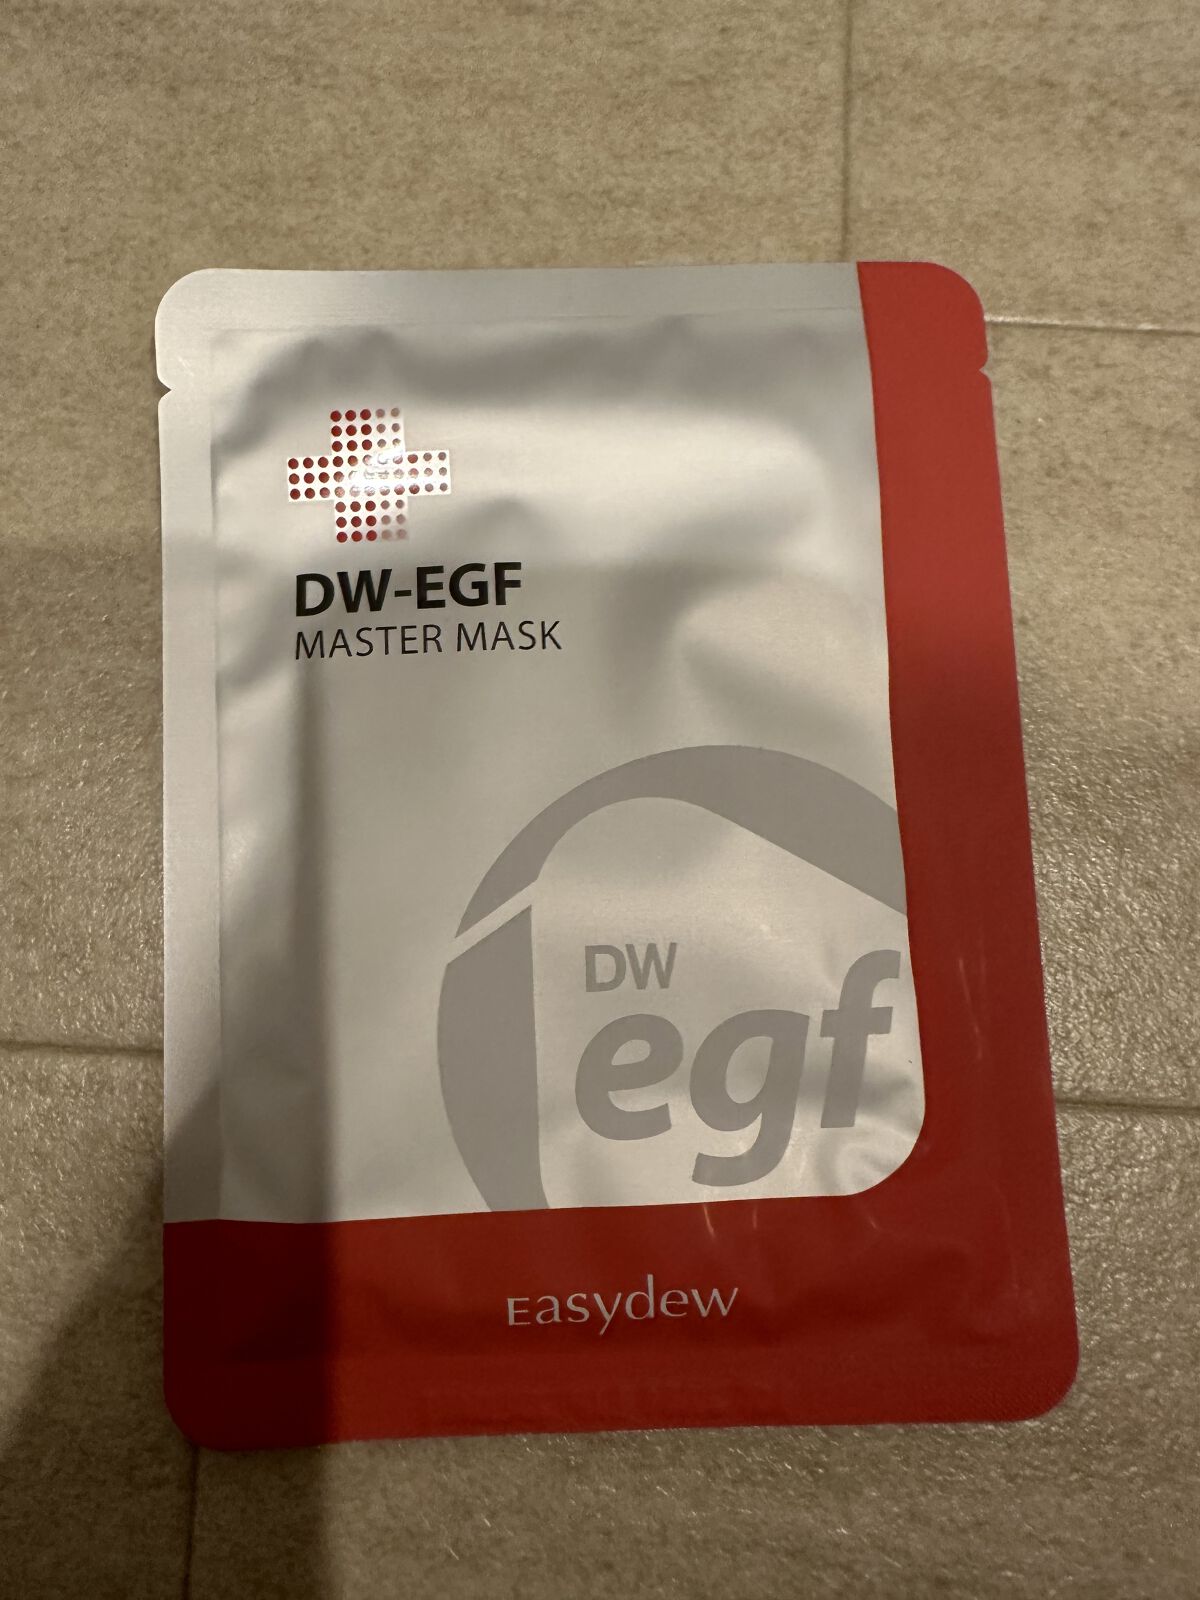 DW-EGF
MASTER MASK
DW
egf
Easydew